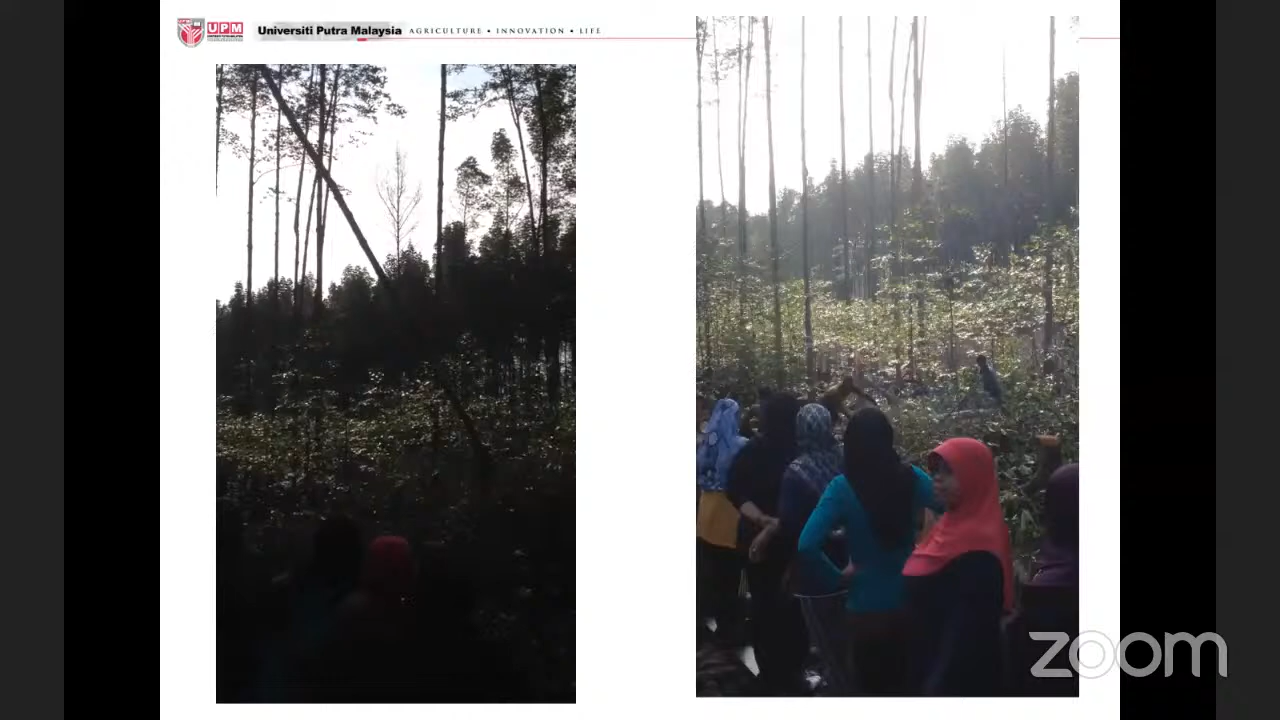 UPM
Universiti Putra Malaysia AGRICULTURE • INNOVATION • LIFE
zoom